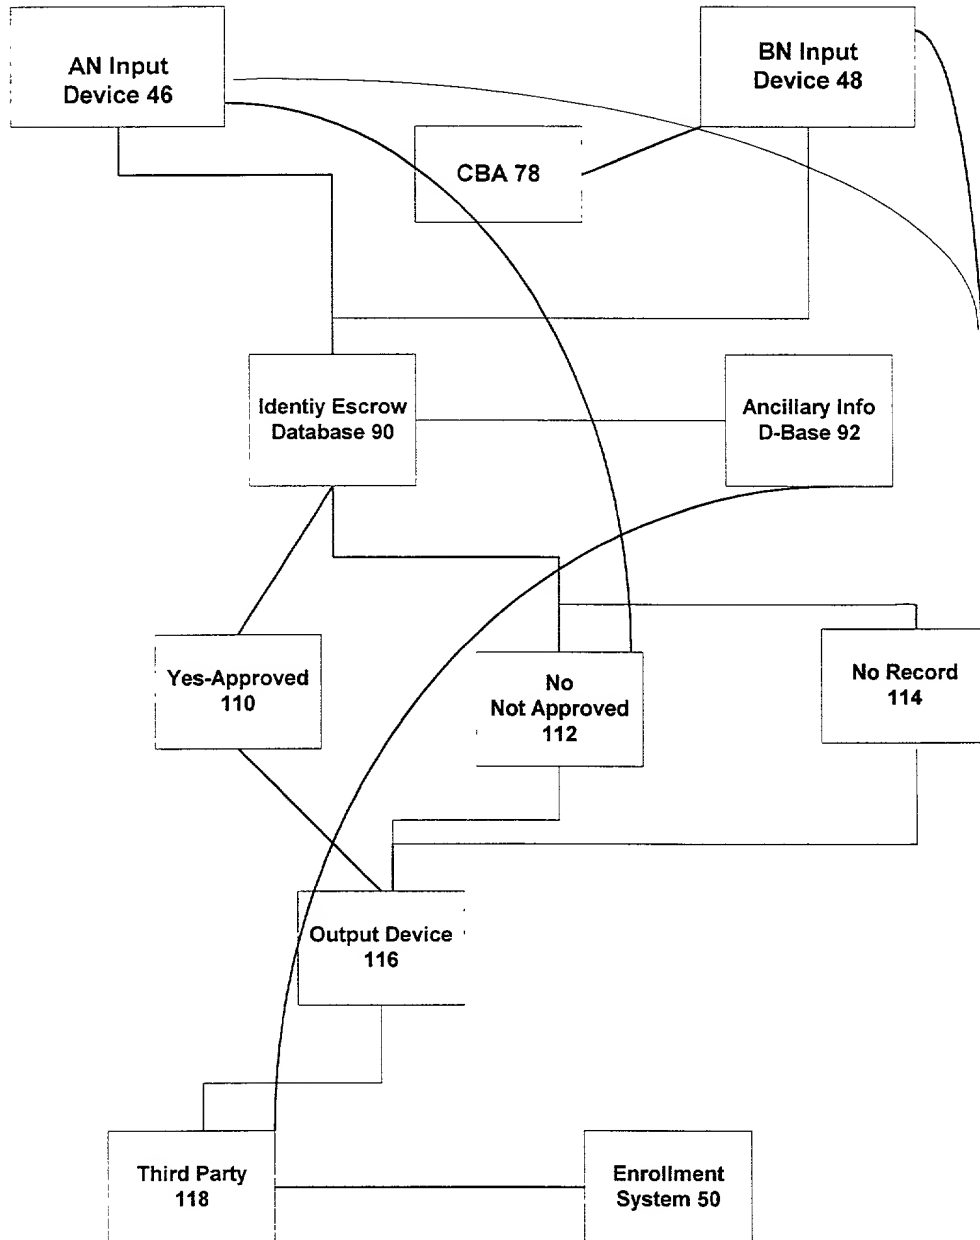 AN Input
Device 46
BN Input
Device 48
CBA 78
Identiy Escrow
Database 90
Ancillary Info
D-Base 92
Yes-Approved
110
No
Not Approved
112
No Record
114
Output Device
116
Third Party
118
Enrollment
System 50